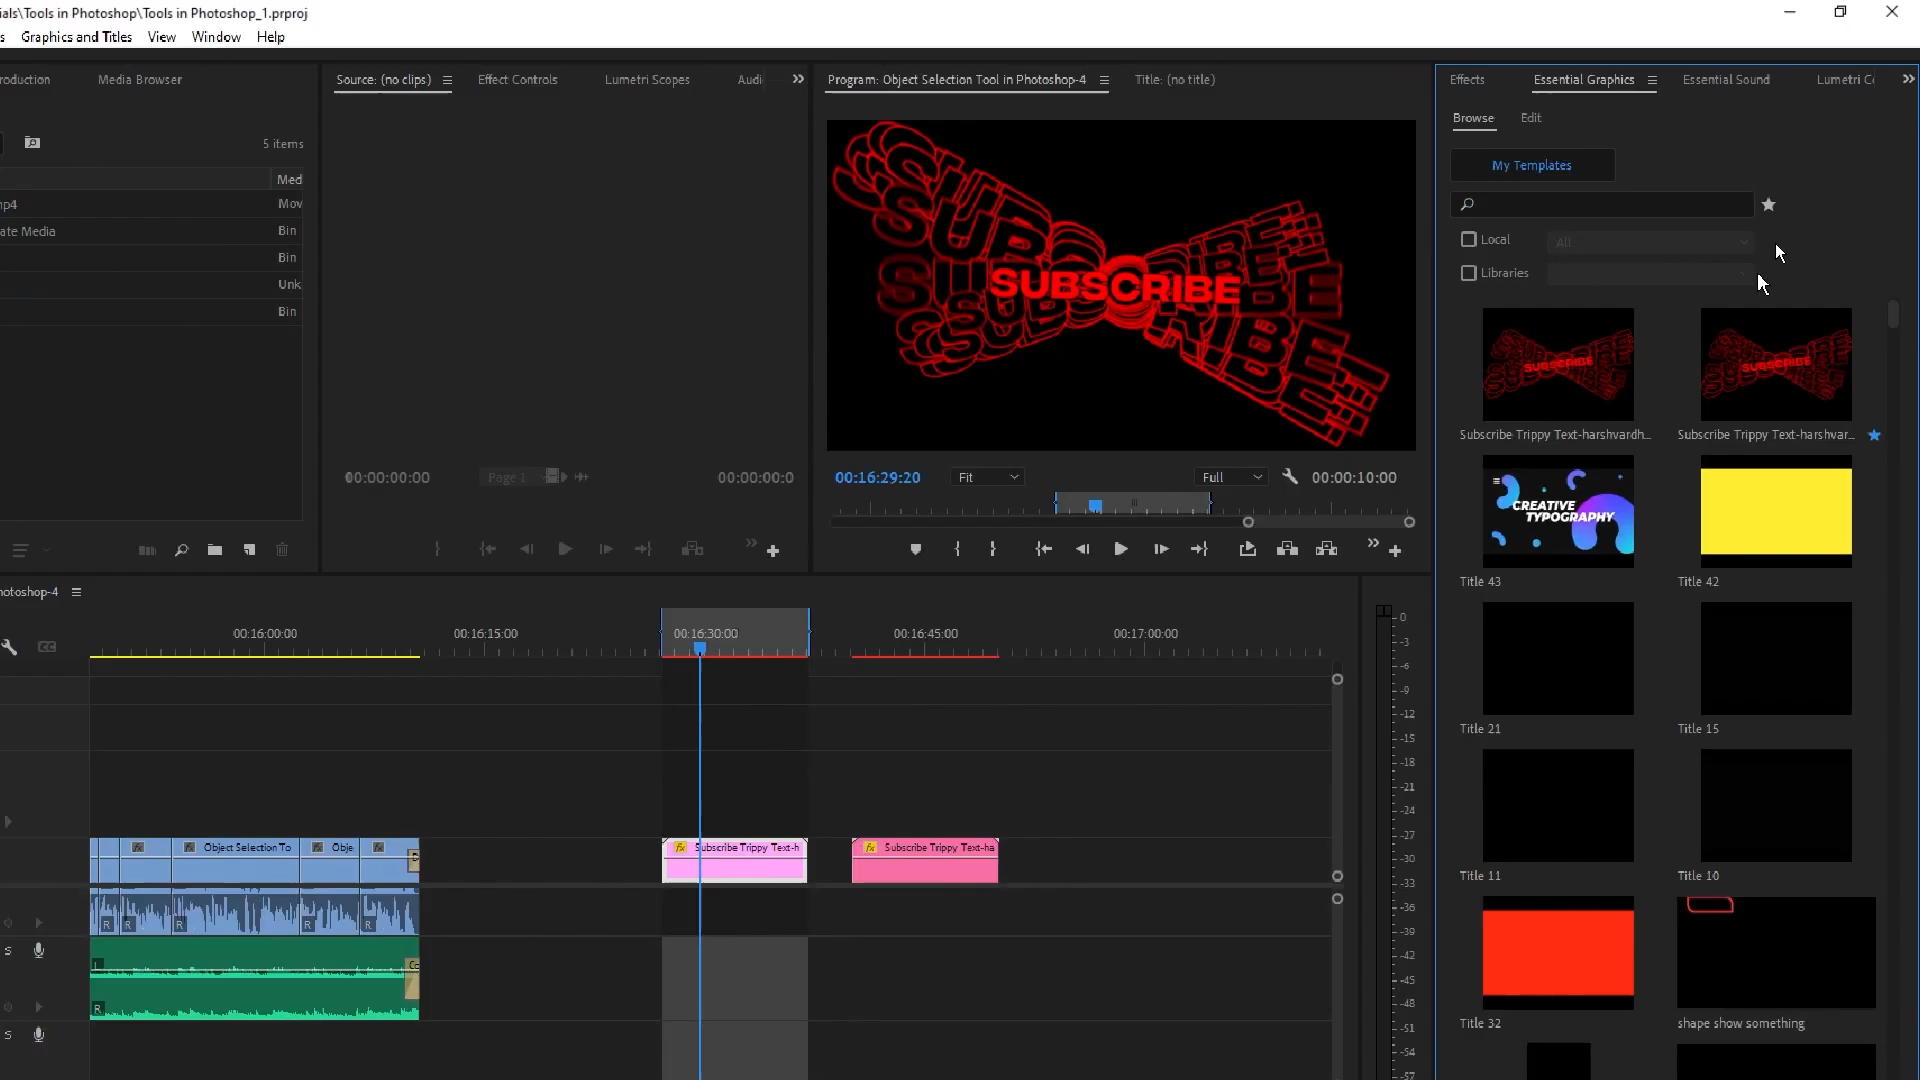 ials\Tools in Photoshop\Tools in Photoshop_1.prproj
s Graphics and Titles View Window Help
roduction Media Browser
Source: (no clips) Effect Controls Lumetri Scopes Audi
Program: Object Selection Tool in Photoshop-4 Title: (no title)
Effects Essential Graphics Essential Sound Lumetri C
Browse Edit
5 items
My Templates
Med
np4 Mov
ate Media Bin
Bin
Unk
Bin
Local All
Libraries
SUBSCRIBE
Subscribe Trippy Text-harshvardh... Subscribe Trippy Text-harshvar...
00:00:00:00 Page 1 00:00:00:0
00:16:29:20 Fit Full 00:00:10:00
CREATIVE
TYPOGRAPHY
Title 43 Title 42
Title 21 Title 15
Title 11 Title 10
Title 32 shape show something
hotoshop-4
00:16:00:00 00:16:15:00 00:16:30:00 00:16:45:00 00:17:00:00
fx fx Object Selection To fx Obje fx
fx Subscribe Trippy Text-h fx Subscribe Trippy Text-ha
R R R R R
S L
R
S
0
-3
-6
-9
-12
-15
-18
-21
-24
-27
-30
-33
-36
-39
-42
-45
-48
-51
-54
-57